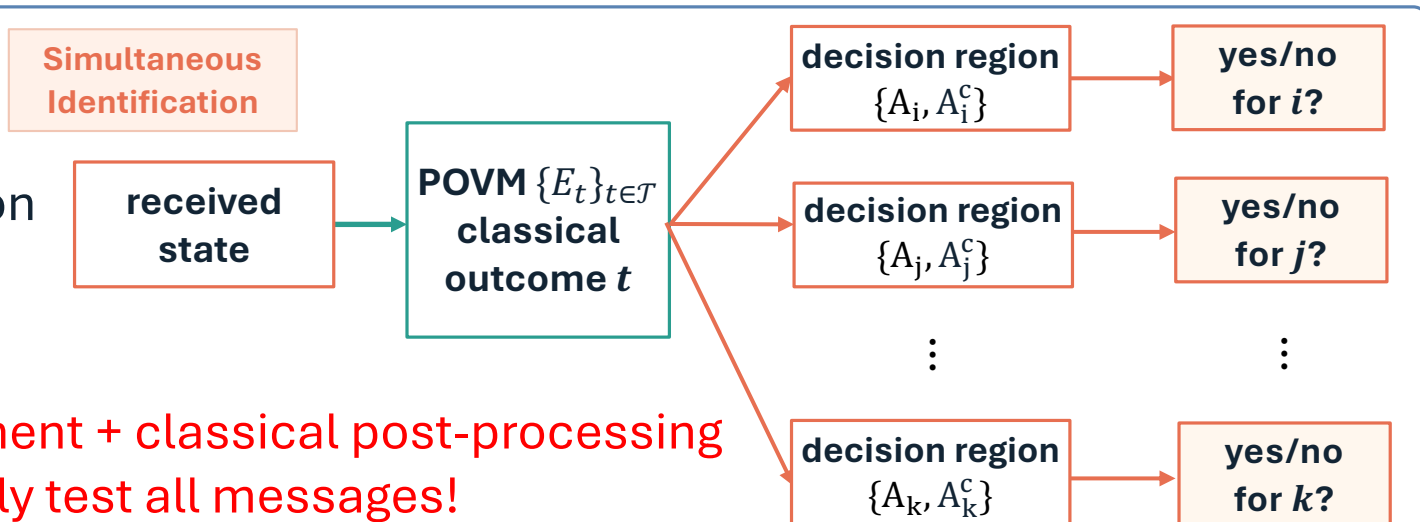 Simultaneous
Identification
on
received
state
POVM {E_t}_{t∈𝒯}
classical
outcome t
decision region
{A_i, A_i^c}
yes/no
for i?
decision region
{A_j, A_j^c}
yes/no
for j?
⋮
⋮
decision region
{A_k, A_k^c}
yes/no
for k?
nent + classical post-processing
ly test all messages!